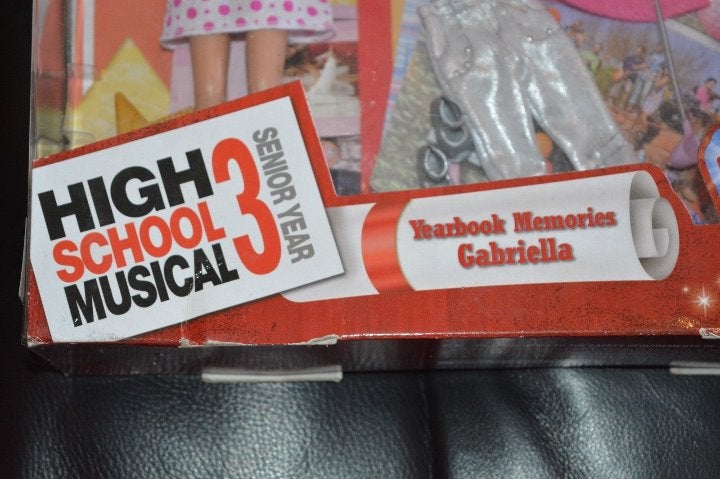 HIGH
SCHOOL
MUSICAL
3
SENIOR YEAR
Yearbook Memories
Gabriella